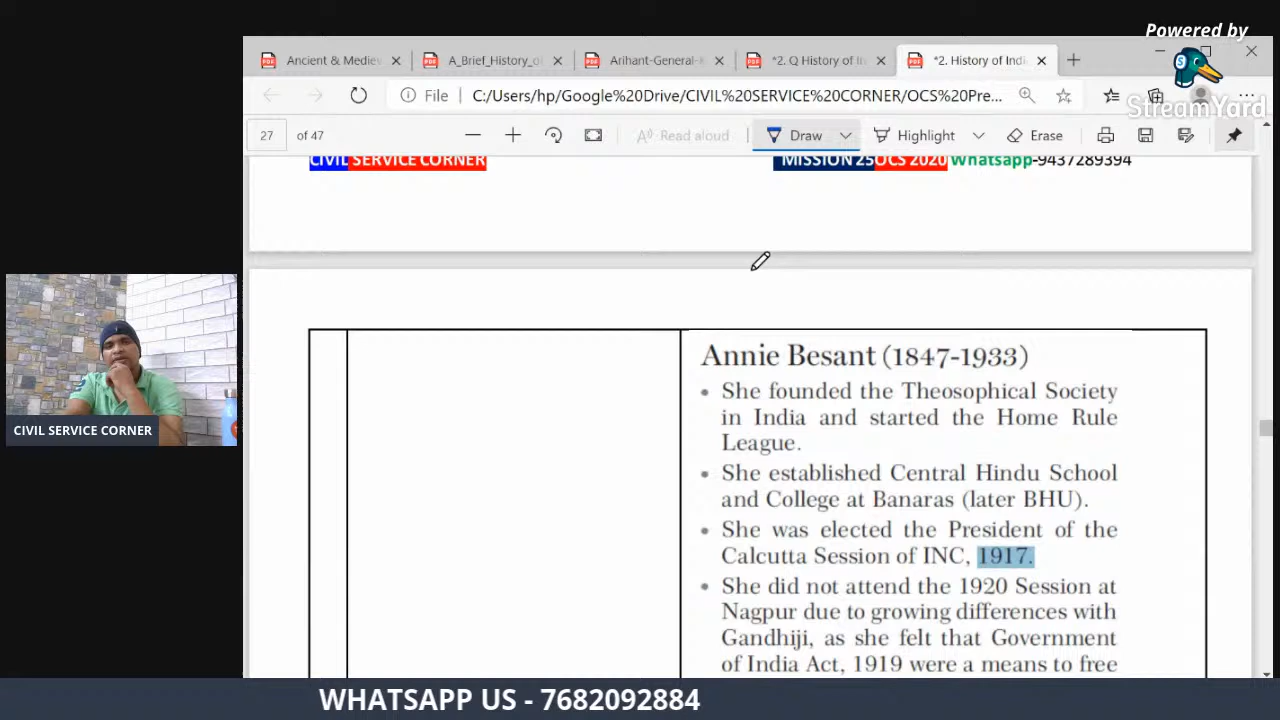 Powered by
StreamYard
Ancient & Mediev
A_Brief_History_o
Arihant-General-K
*2. Q History of In
*2. History of Indi
File
C:/Users/hp/Google%20Drive/CIVIL%20SERVICE%20CORNER/OCS%20Pre...
27 of 47
Read aloud
Draw
Highlight
Erase
CIVIL SERVICE CORNER
MISSION 25OCS 2020 Whatsapp-9437289394
Annie Besant (1847-1933)
• She founded the Theosophical Society
in India and started the Home Rule
League.
• She established Central Hindu School
and College at Banaras (later BHU).
• She was elected the President of the
Calcutta Session of INC, 1917.
• She did not attend the 1920 Session at
Nagpur due to growing differences with
Gandhiji, as she felt that Government
of India Act, 1919 were a means to free
CIVIL SERVICE CORNER
WHATSAPP US - 7682092884